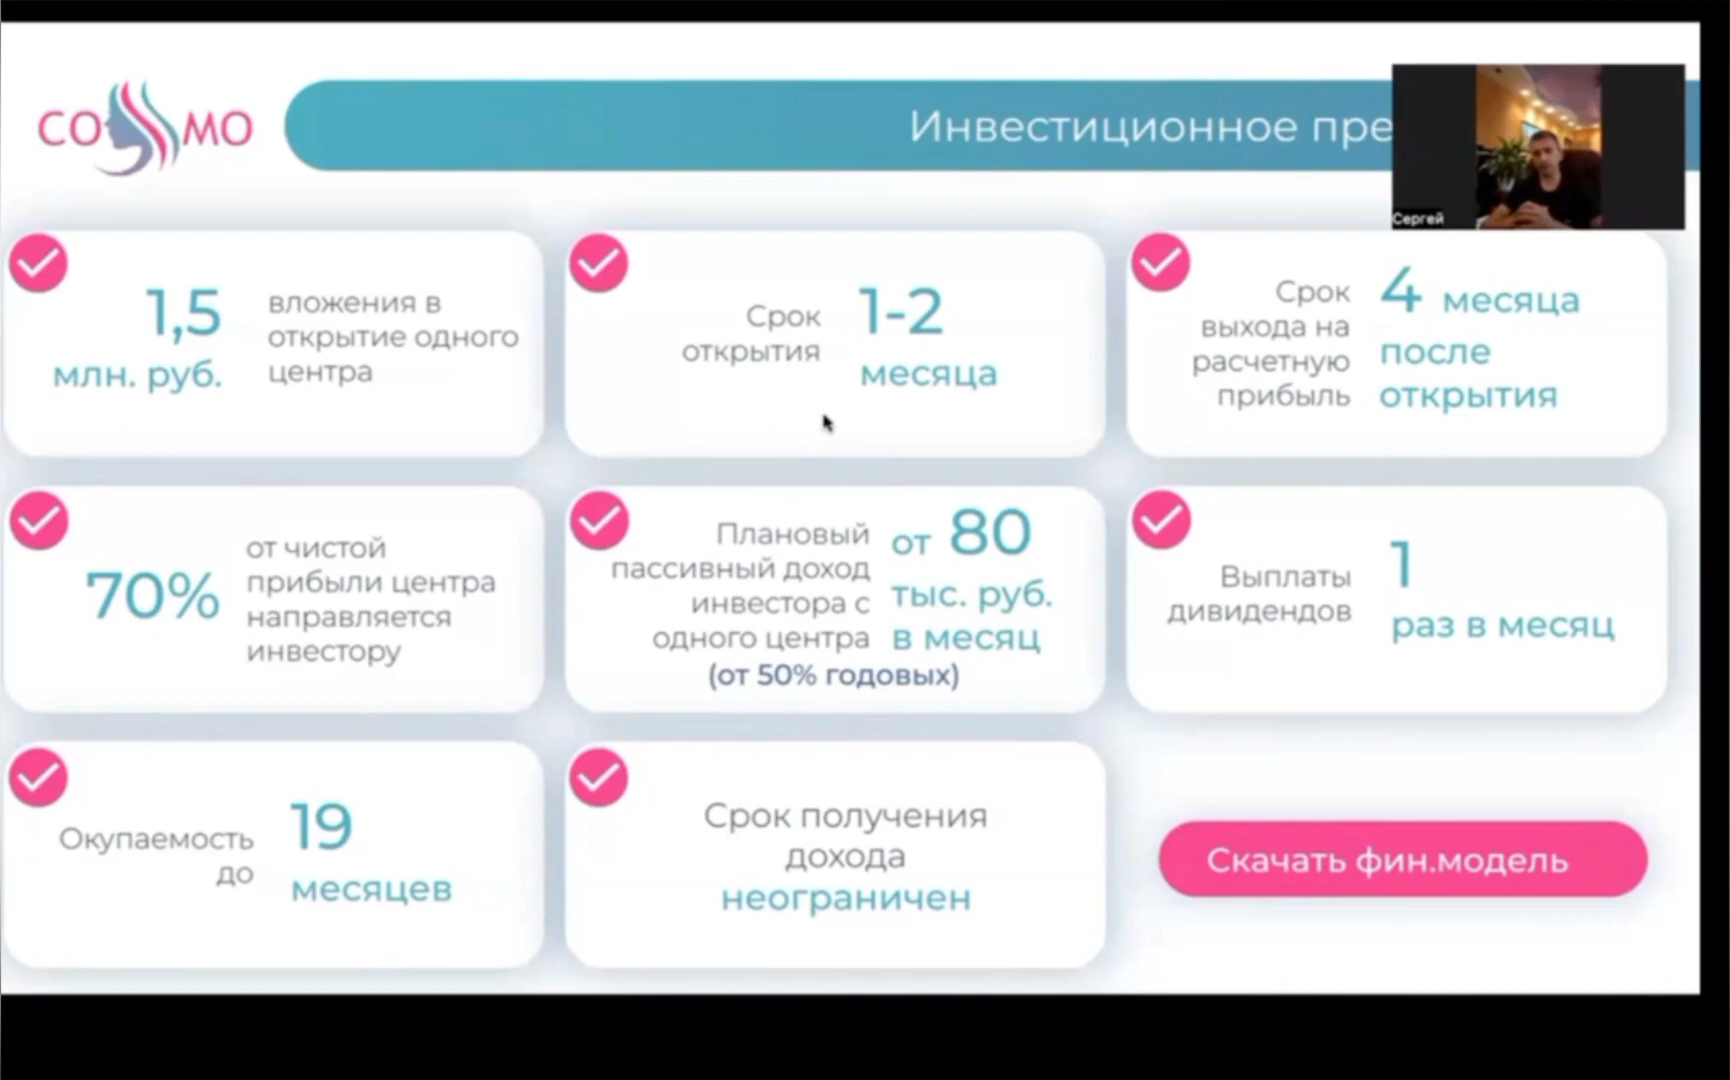 COSMO
Инвестиционное пре
Сергей
1,5
млн. руб.
вложения в
открытие одного
центра
Срок
открытия
1-2
месяца
Срок
выхода на
расчетную
прибыль
4 месяца
после
открытия
70%
от чистой
прибыли центра
направляется
инвестору
Плановый
пассивный доход
инвестора с
одного центра
от 80
тыс. руб.
в месяц
(от 50% годовых)
Выплаты
дивидендов
1
раз в месяц
Окупаемость
до
19
месяцев
Срок получения
дохода
неограничен
Скачать фин.модель